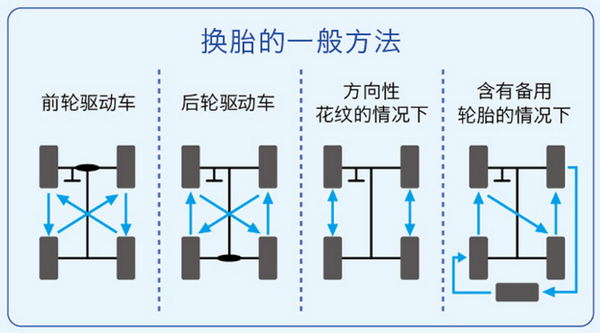 换胎的一般方法
前轮驱动车
后轮驱动车
方向性
花纹的情况下
含有备用
轮胎的情况下